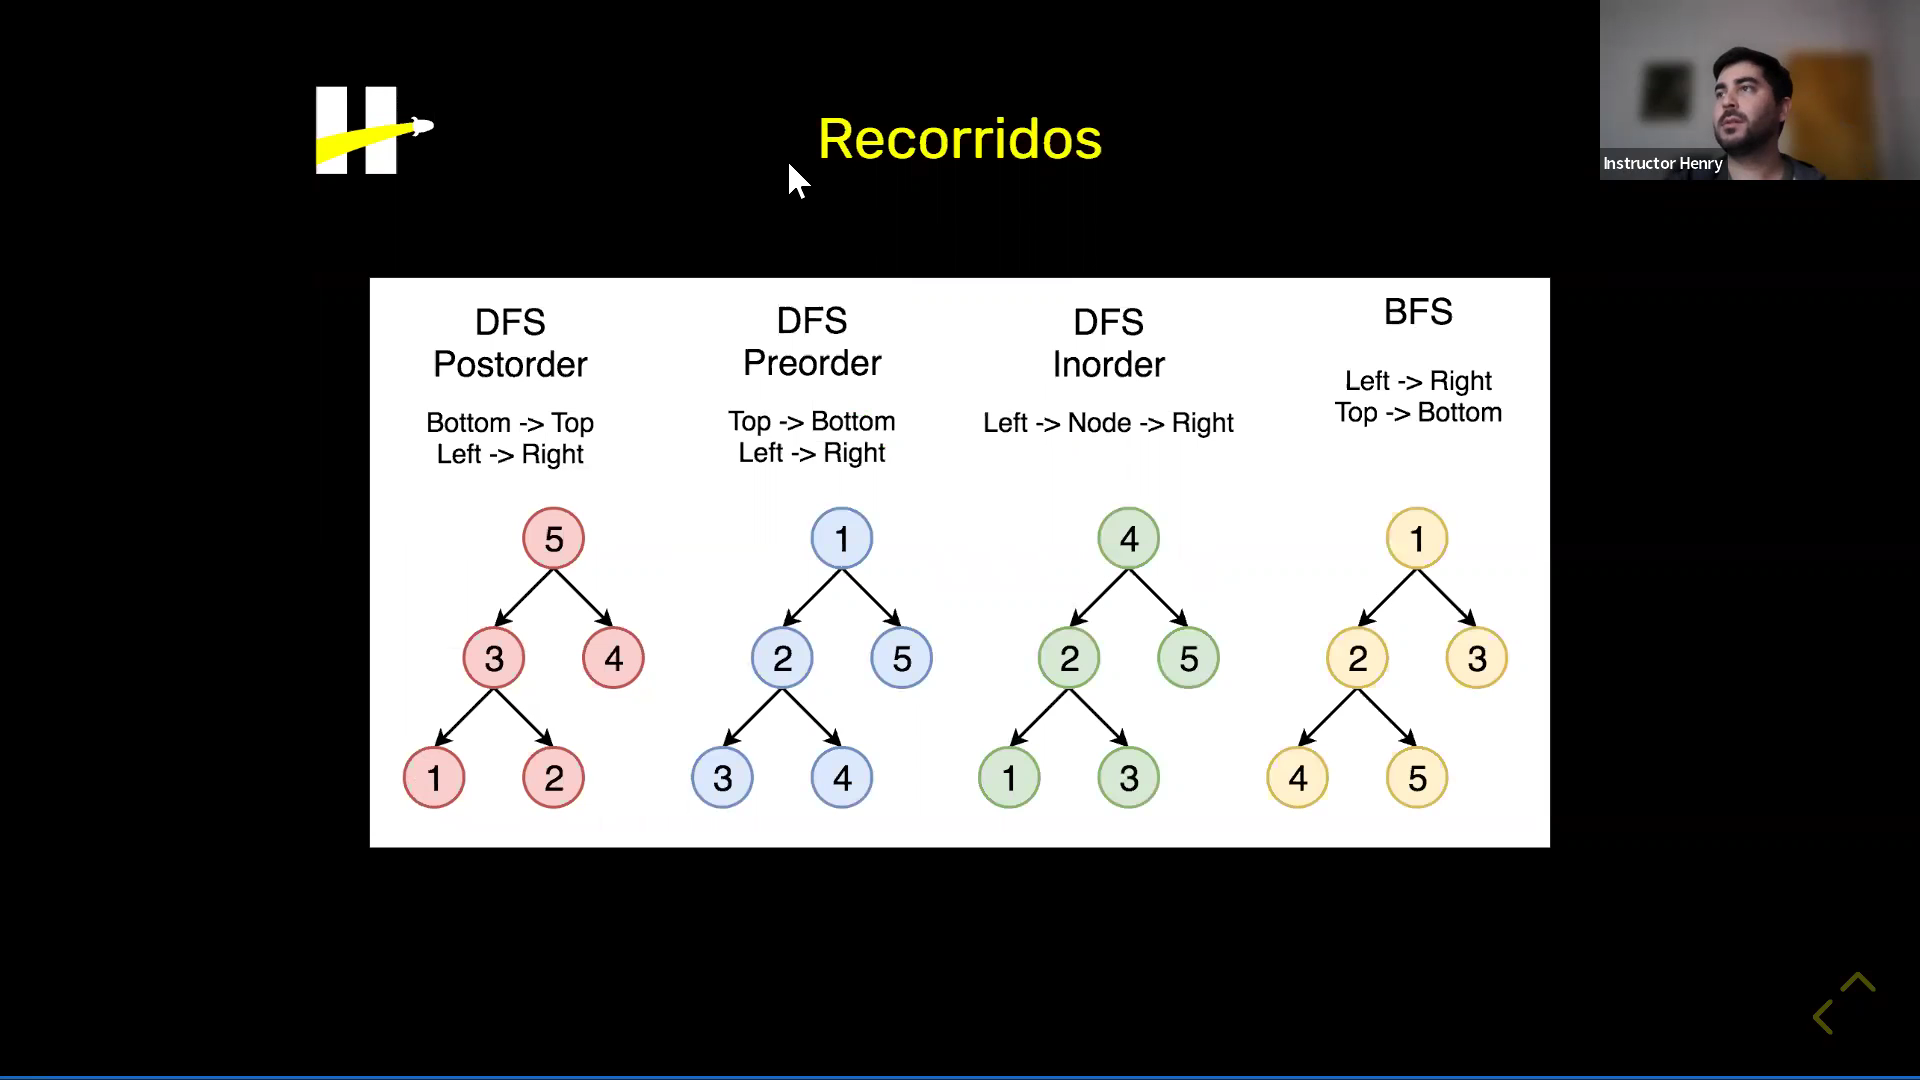 Recorridos
Instructor Henry
DFS
Postorder
Bottom -> Top
Left -> Right
5
3 4
1 2
DFS
Preorder
Top -> Bottom
Left -> Right
1
2 5
3 4
DFS
Inorder
Left -> Node -> Right
4
2 5
1 3
BFS
Left -> Right
Top -> Bottom
1
2 3
4 5